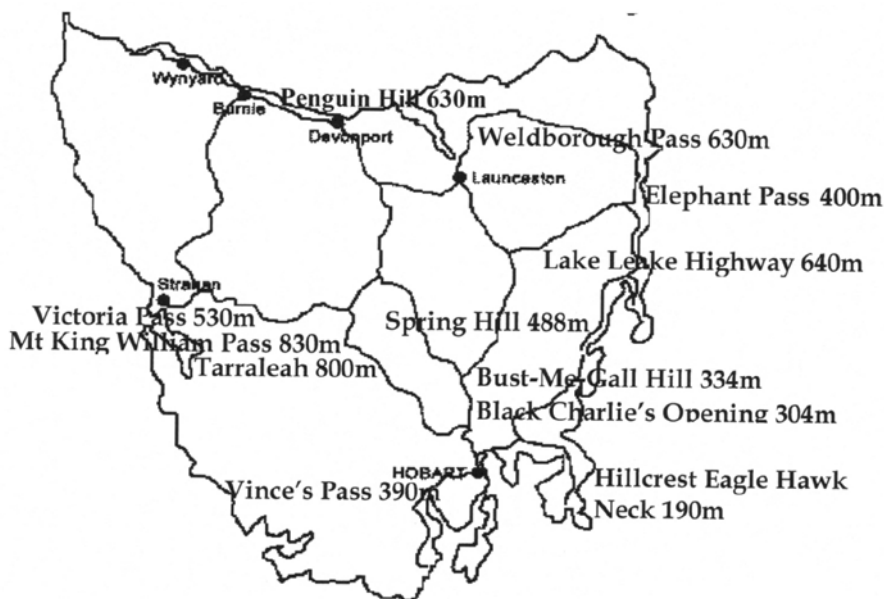 Wynyard
Burnie
Penguin Hill 630m
Devonport
Weldborough Pass 630m
Launceston
Elephant Pass 400m
Lake Leake Highway 640m
Strahan
Victoria Pass 530m
Spring Hill 488m
Mt King William Pass 830m
Tarraleah 800m
Bust-Me-Gall Hill 334m
Black Charlie's Opening 304m
HOBART
Vince's Pass 390m
Hillcrest Eagle Hawk
Neck 190m